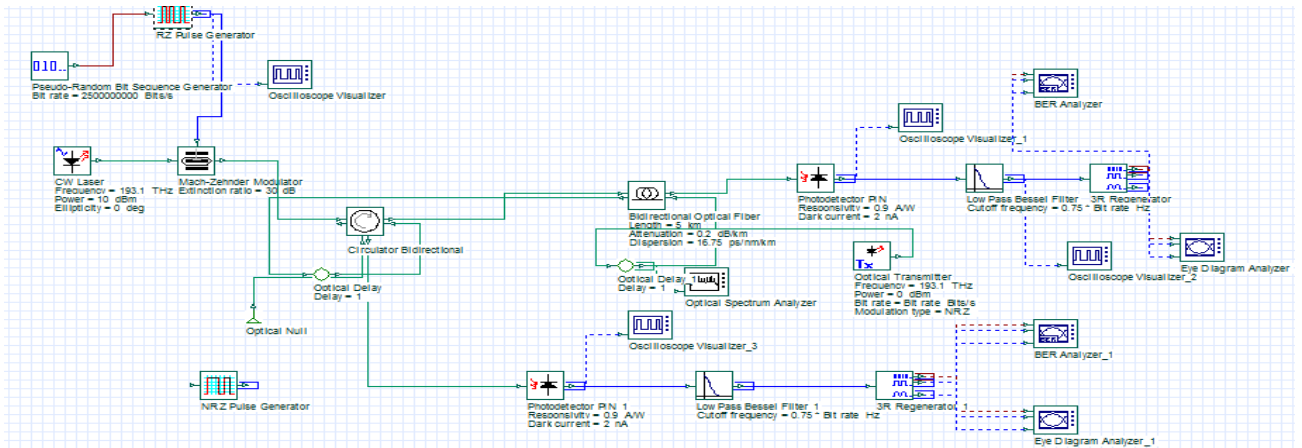 RZ Pulse Generator
010...
Pseudo-Random Bit Sequence Generator
Bit rate = 2500000000 Bits/s
Oscilloscope Visualizer
CW Laser
Frequency = 193.1 THz
Power = 10 dBm
Ellipticity = 0 deg
Mach-Zehnder Modulator
Extinction ratio = 30 dB
Circulator Bidirectional
Optical Delay
Delay = 1
Optical Null
NRZ Pulse Generator
Bidirectional Optical Fiber
Length = 5 km
Attenuation = 0.2 dB/km
Dispersion = 16.75 ps/nm/km
Optical Delay_1
Delay = 1
Optical Spectrum Analyzer
Tx
Optical Transmitter
Frequency = 193.1 THz
Power = 0 dBm
Bit rate = Bit rate Bits/s
Modulation type = NRZ
Photodetector PIN
Responsivity = 0.9 A/W
Dark current = 2 nA
Oscilloscope Visualizer_1
Low Pass Bessel Filter
Cutoff frequency = 0.75 * Bit rate Hz
3R Regenerator
BER
BER Analyzer
Eye Diagram Analyzer
Oscilloscope Visualizer_2
Oscilloscope Visualizer_3
Photodetector PIN_1
Responsivity = 0.9 A/W
Dark current = 2 nA
Low Pass Bessel Filter_1
Cutoff frequency = 0.75 * Bit rate Hz
3R Regenerator_1
BER
BER Analyzer_1
Eye Diagram Analyzer_1